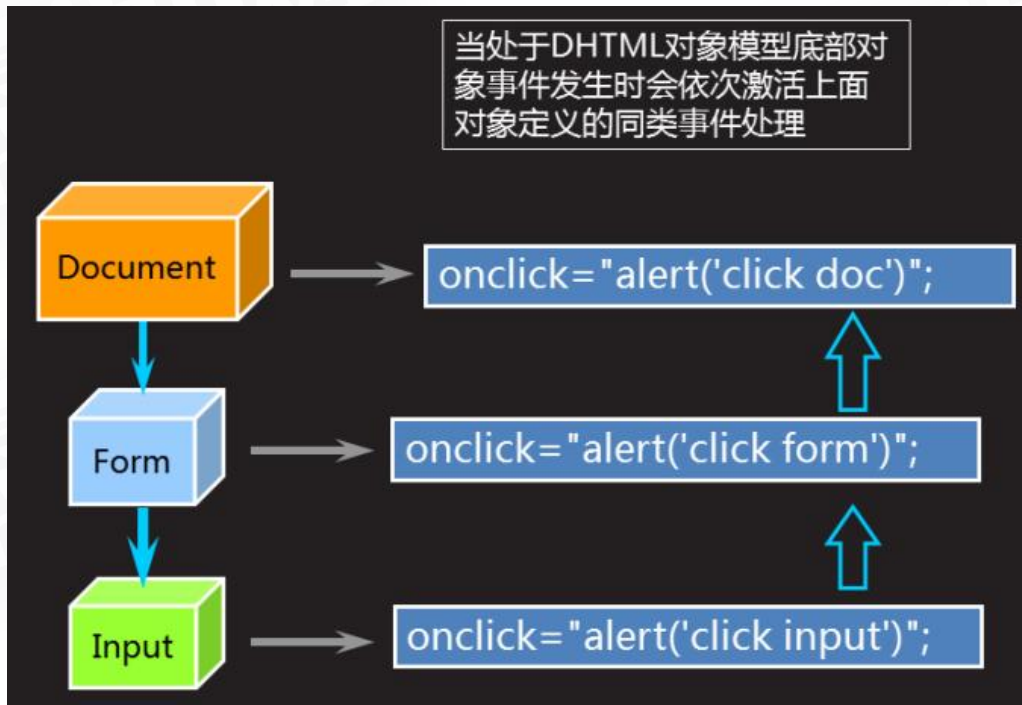 当处于DHTML对象模型底部对
象事件发生时会依次激活上面
对象定义的同类事件处理
Document
onclick="alert('click doc')";
Form
onclick="alert('click form')";
Input
onclick="alert('click input')";